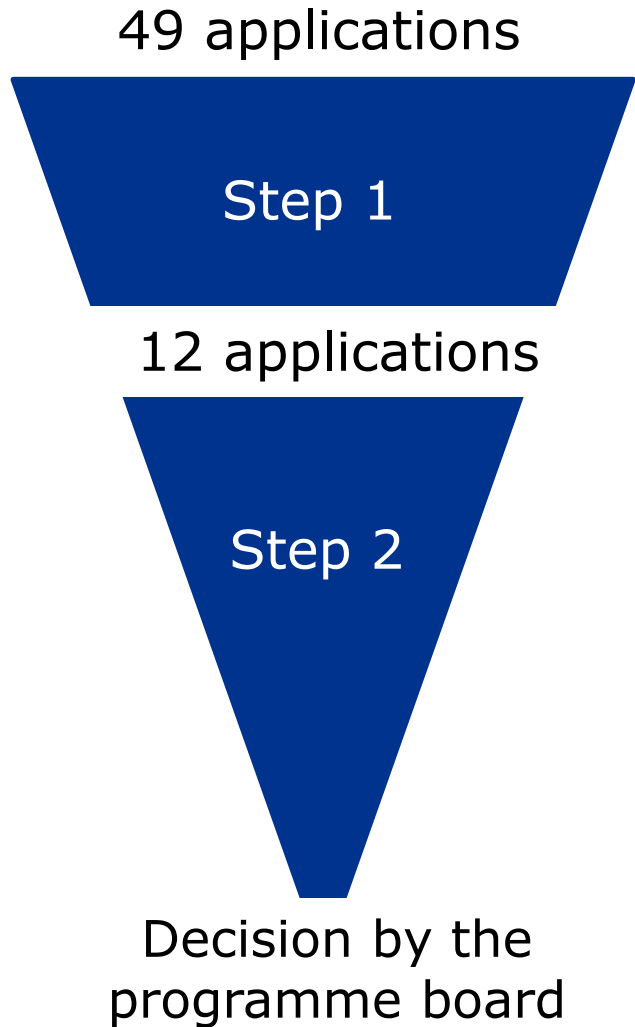 49 applications
Step 1
12 applications
Step 2
Decision by the
programme board